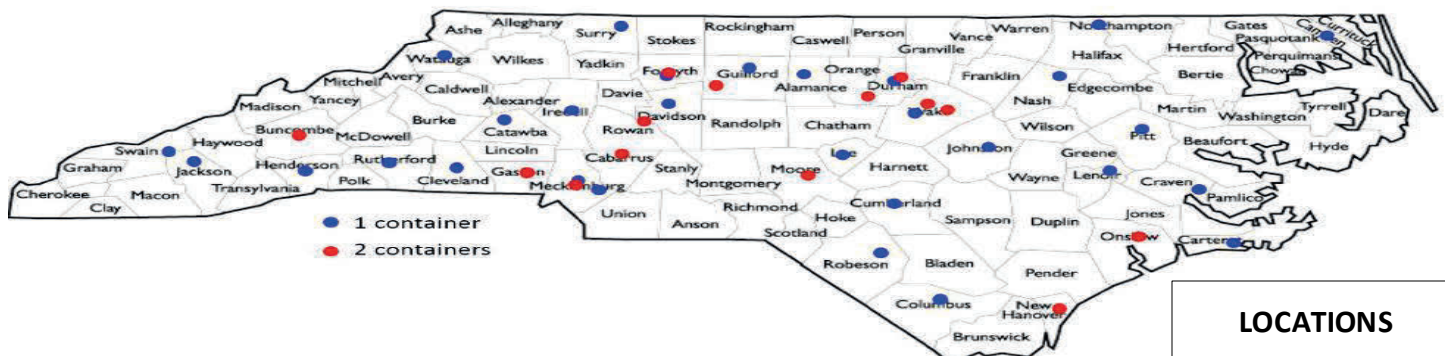 Ashe
Alleghany
Surry
Stokes
Rockingham
Caswell
Person
Granville
Vance
Warren
Northampton
Gates
Currituck
Camden
Pasquotank
Perquimans
Chowan
Hertford
Halifax
Bertie
Watauga
Wilkes
Yadkin
Forsyth
Guilford
Alamance
Orange
Durham
Franklin
Nash
Edgecombe
Martin
Washington
Tyrrell
Dare
Mitchell
Avery
Caldwell
Alexander
Iredell
Davie
Davidson
Randolph
Chatham
Wake
Wilson
Pitt
Beaufort
Hyde
Madison
Yancey
Burke
Catawba
Rowan
Buncombe
McDowell
Haywood
Swain
Graham
Jackson
Henderson
Rutherford
Lincoln
Cleveland
Gaston
Cabarrus
Stanly
Montgomery
Moore
Lee
Harnett
Johnston
Wayne
Greene
Lenoir
Craven
Pamlico
Cherokee
Clay
Macon
Transylvania
Polk
Mecklenburg
Union
Anson
Richmond
Scotland
Hoke
Cumberland
Sampson
Duplin
Jones
Onslow
Carteret
Robeson
Bladen
Pender
Columbus
New
Hanover
Brunswick
1 container
2 containers
LOCATIONS